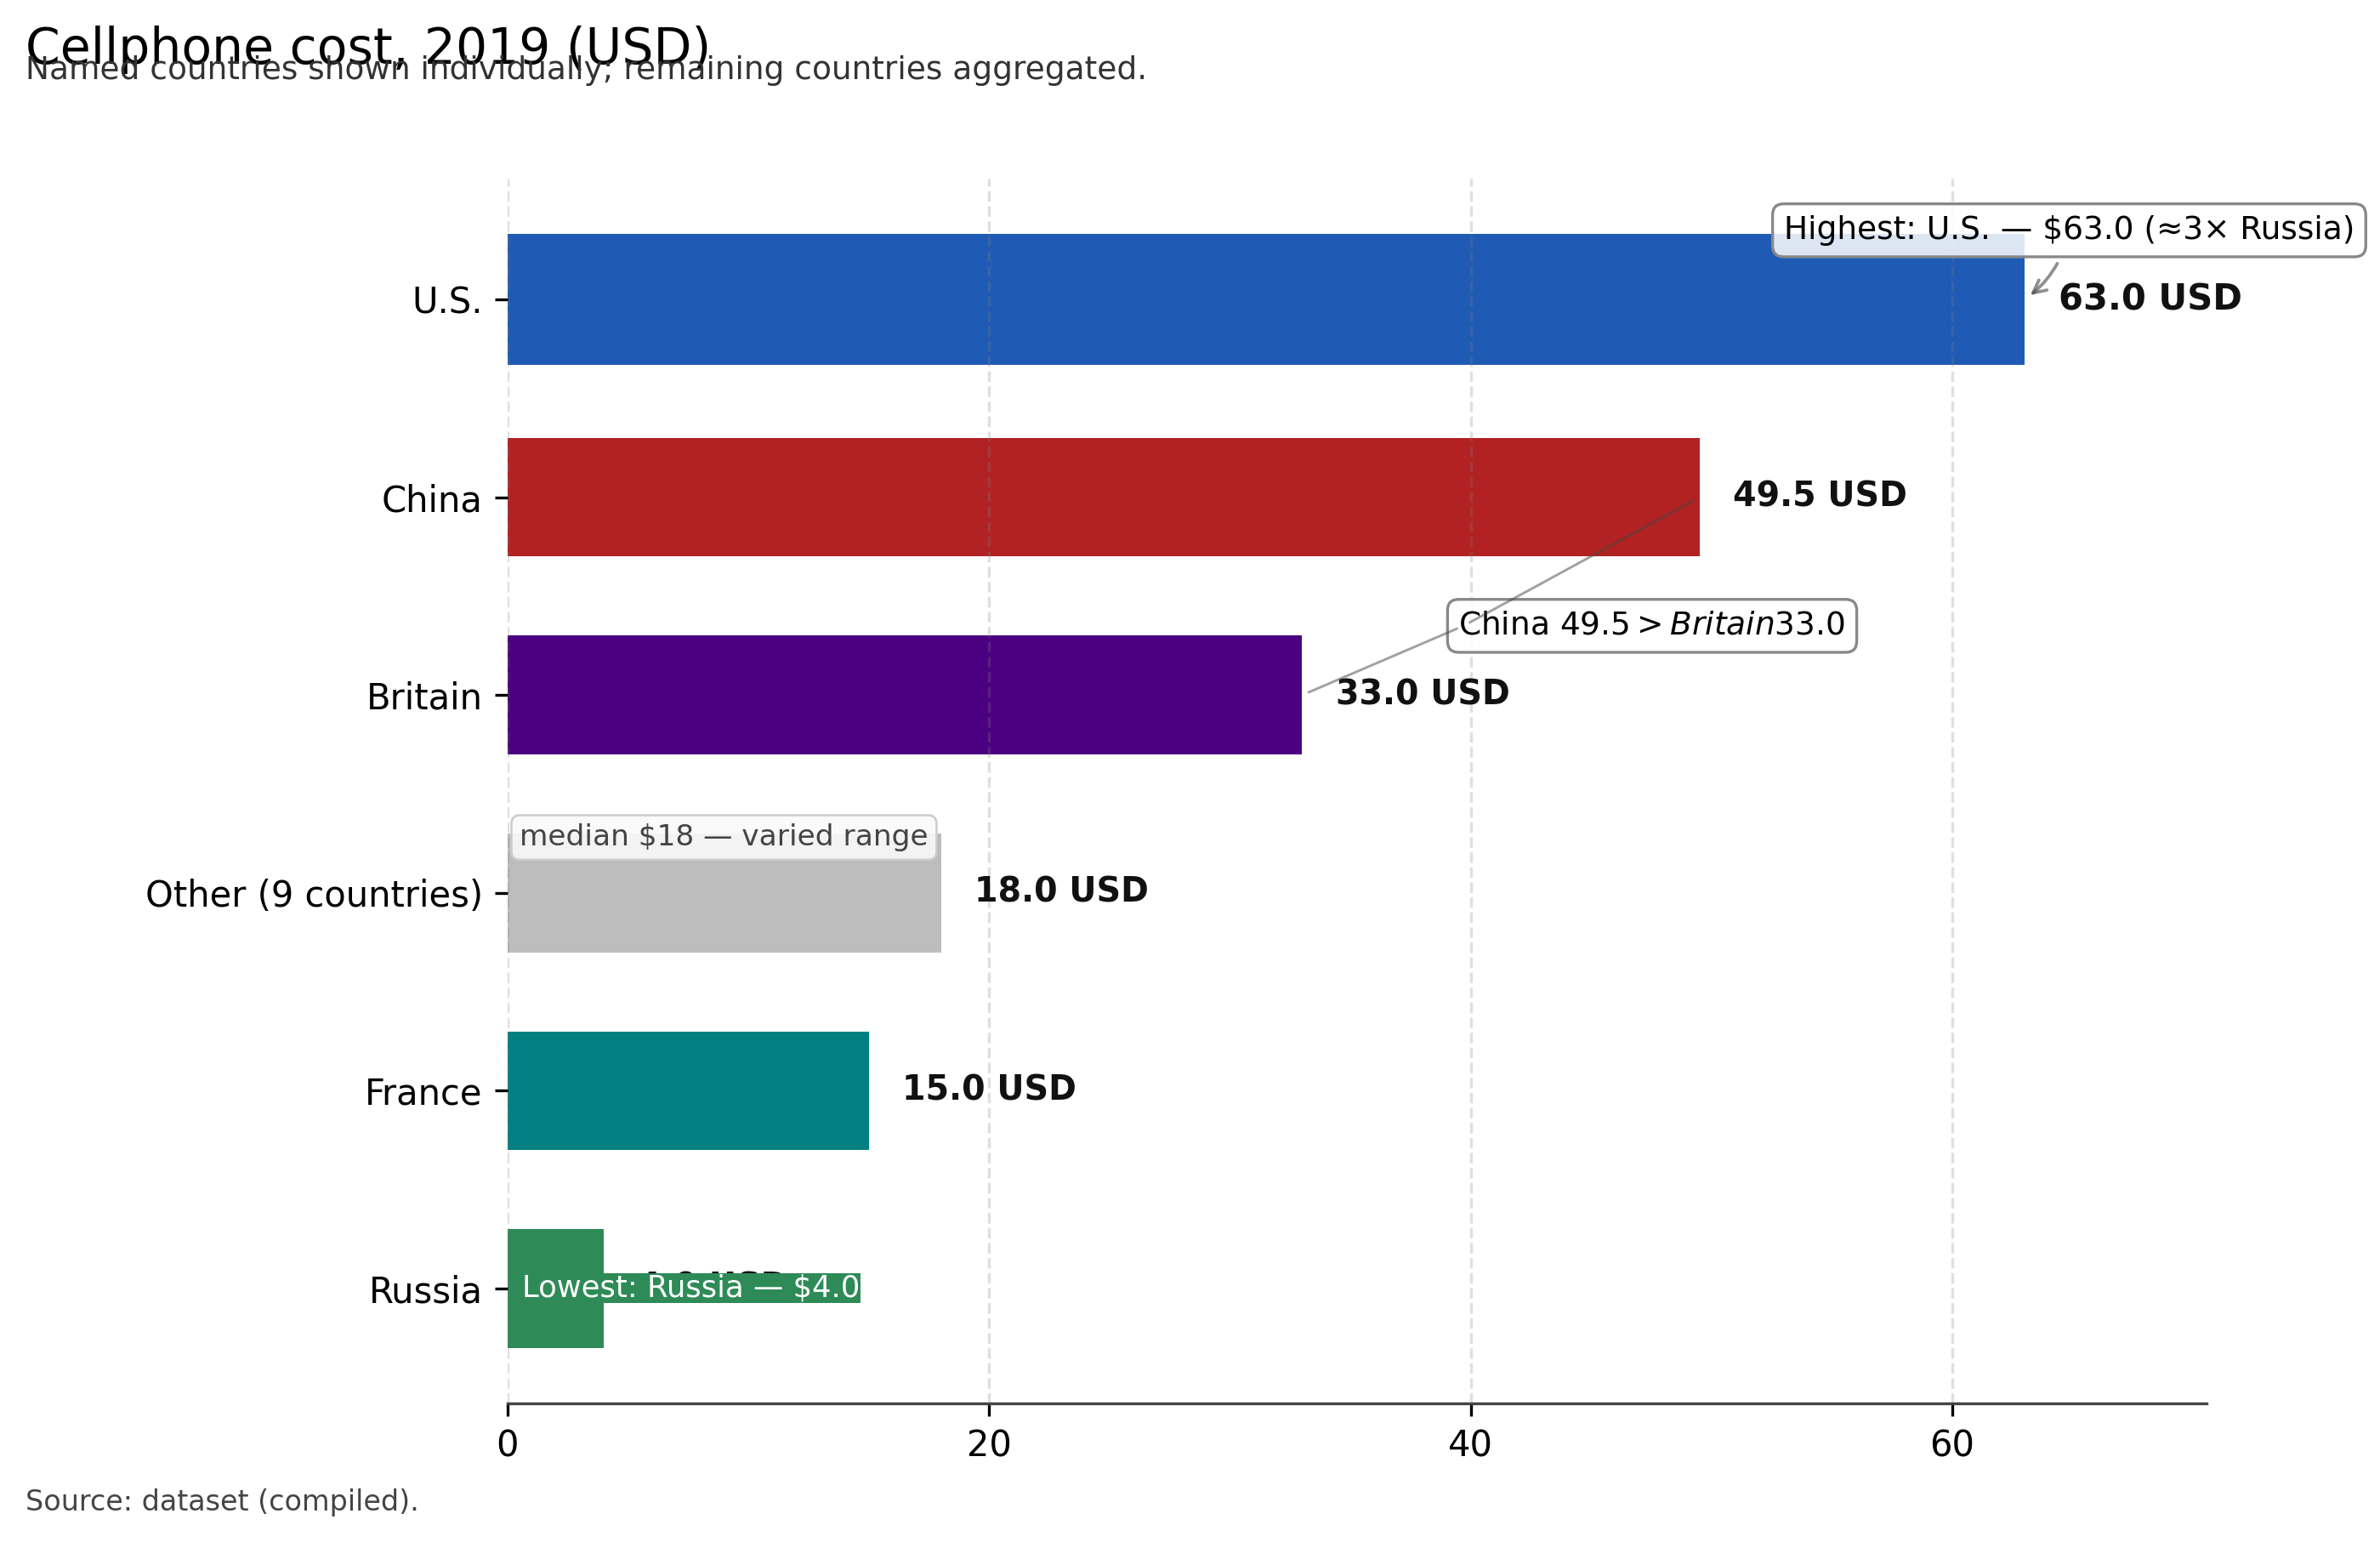 Cellphone cost, 2019 (USD)
Named countries shown individually; remaining countries aggregated.
Highest: U.S. — $63.0 (≈3× Russia)
U.S.
63.0 USD
China
49.5 USD
China 49.5 > Britain33.0
Britain
33.0 USD
median $18 — varied range
Other (9 countries)
18.0 USD
France
15.0 USD
Russia
Lowest: Russia — $4.0
0 20 40 60
Source: dataset (compiled).